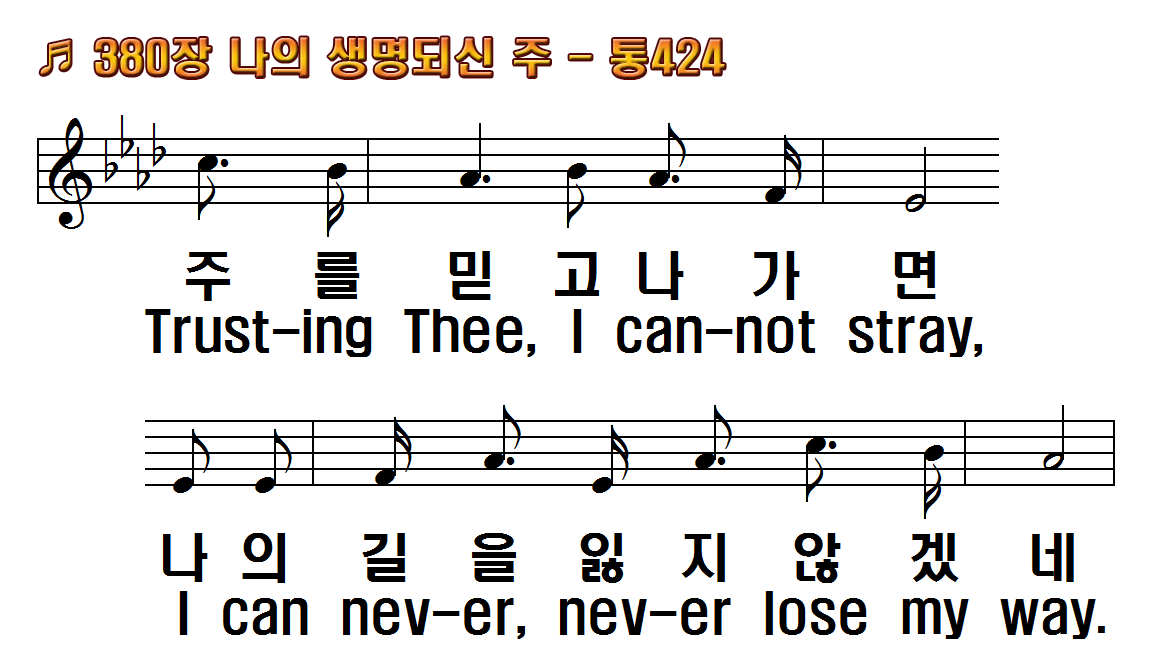 ♬ 380장 나의 생명되신 주 - 통424
주 를 믿 고 나 가 면
Trust-ing Thee, I can-not stray,
나 의 길 을 잃 지 않 겠 네
I can nev-er, nev-er lose my way.